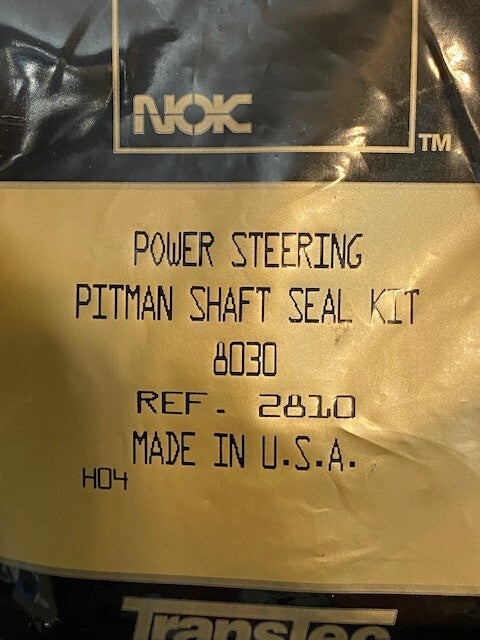 NOK
TM
POWER STEERING
PITMAN SHAFT SEAL KIT
8030
REF. 2810
MADE IN U.S.A.
H04
TransTec